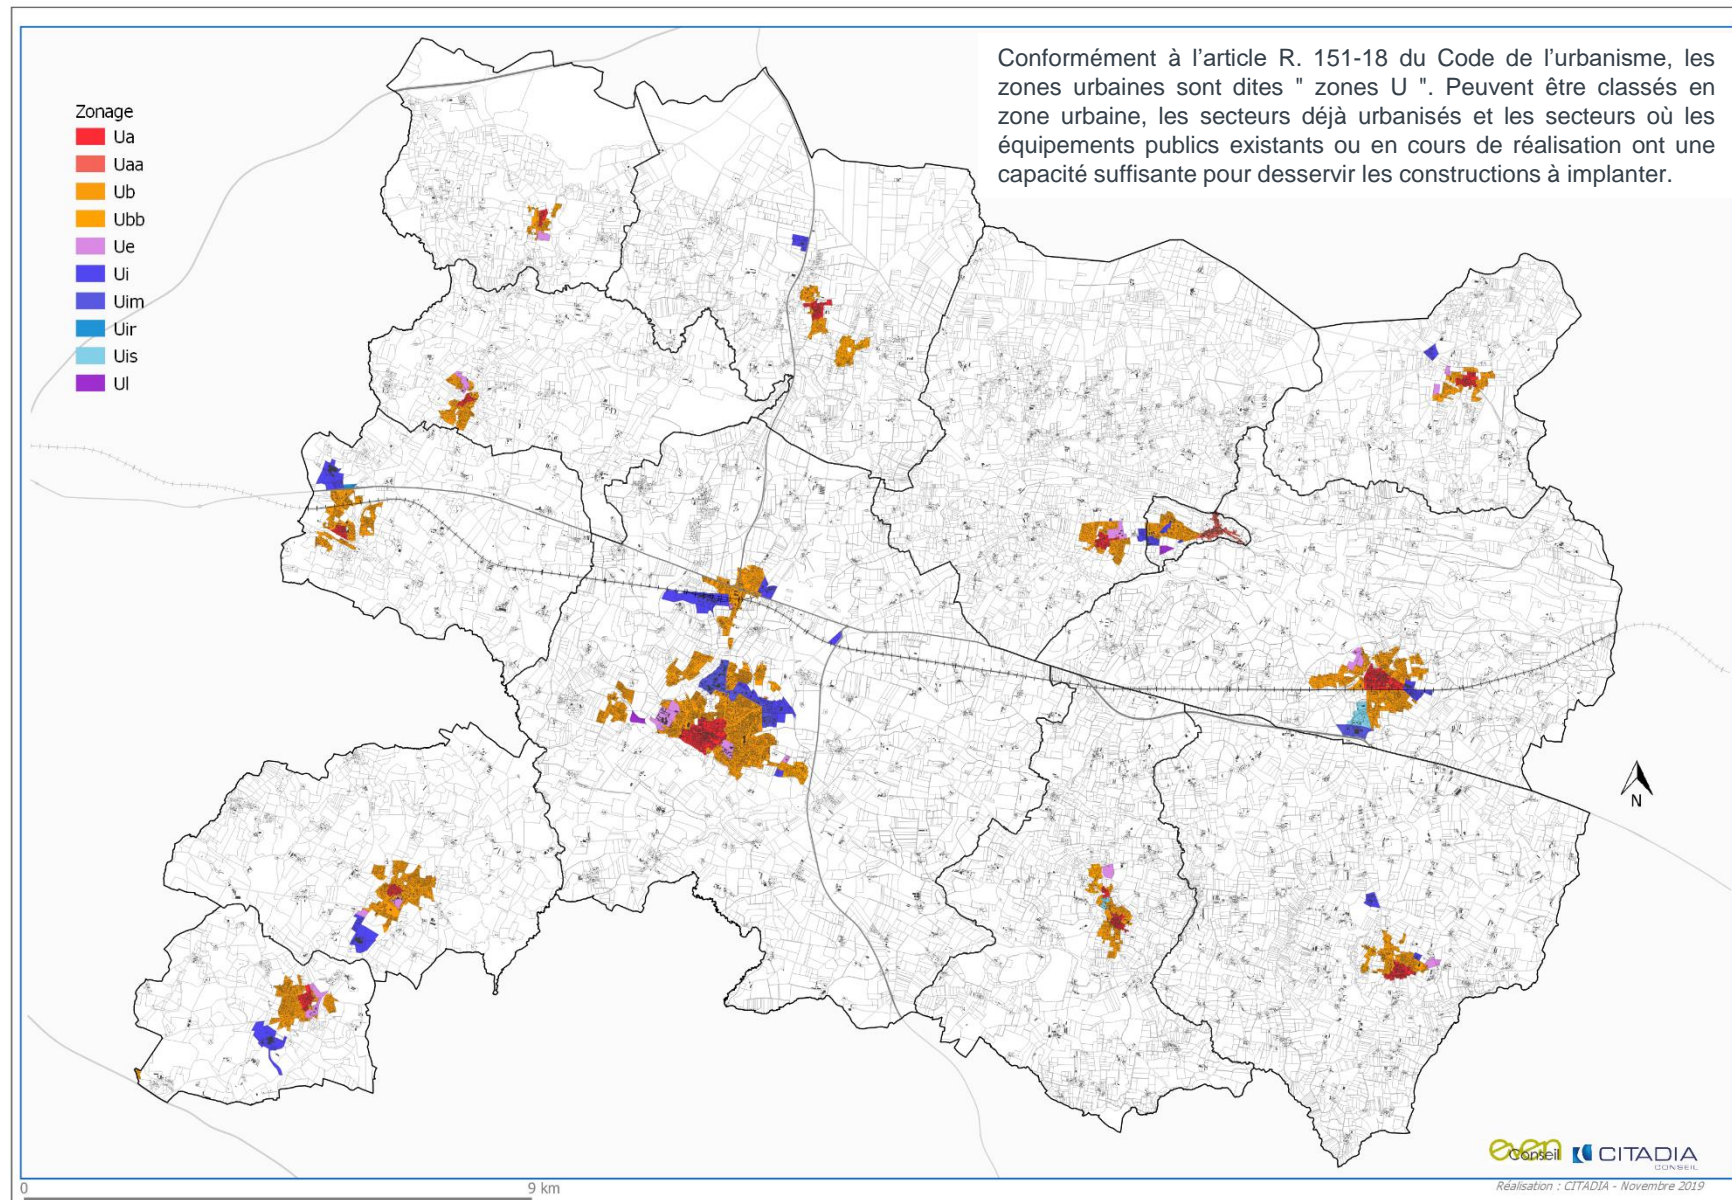 Conformément à l'article R. 151-18 du Code de l'urbanisme, les
zones urbaines sont dites " zones U ". Peuvent être classés en
zone urbaine, les secteurs déjà urbanisés et les secteurs où les
équipements publics existants ou en cours de réalisation ont une
capacité suffisante pour desservir les constructions à implanter.
Zonage
Ua
Uaa
Ub
Ubb
Ue
Ui
Uim
Uir
Uis
Ul
N
even
Conseil
CITADIA
CONSEIL
0
9 km
Réalisation : CITADIA - Novembre 2019